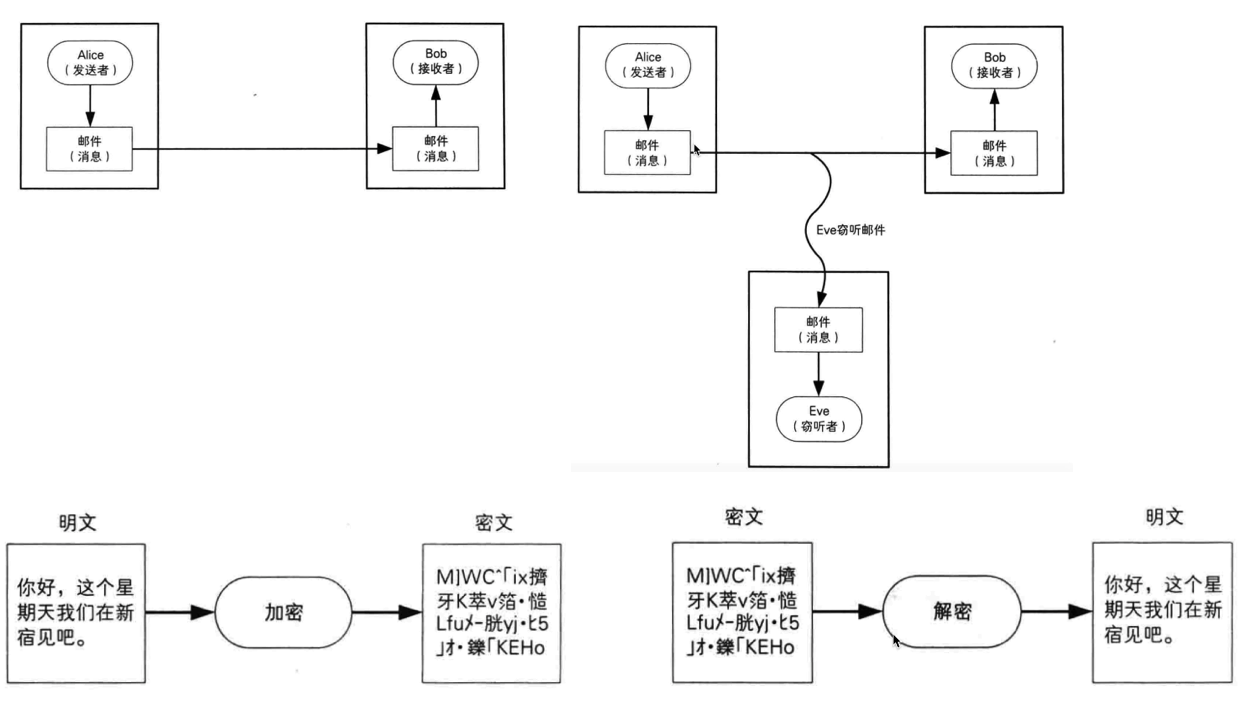 Alice
（发送者）
邮件
（消息）
Bob
（接收者）
邮件
（消息）
Alice
（发送者）
邮件
（消息）
Bob
（接收者）
邮件
（消息）
Eve窃听邮件
邮件
（消息）
Eve
（窃听者）
明文
你好，这个星
期天我们在新
宿见吧。
加密
密文
M]WC^｢ix擠
牙K萃v箔･慥
Lfuﾒｰ胱yj･ﾋ5
｣ｵ･鑠｢KEHo
密文
M]WC^｢ix擠
牙K萃v箔･慥
Lfuﾒｰ胱yj･ﾋ5
｣ｵ･鑠｢KEHo
解密
明文
你好，这个星
期天我们在新
宿见吧。